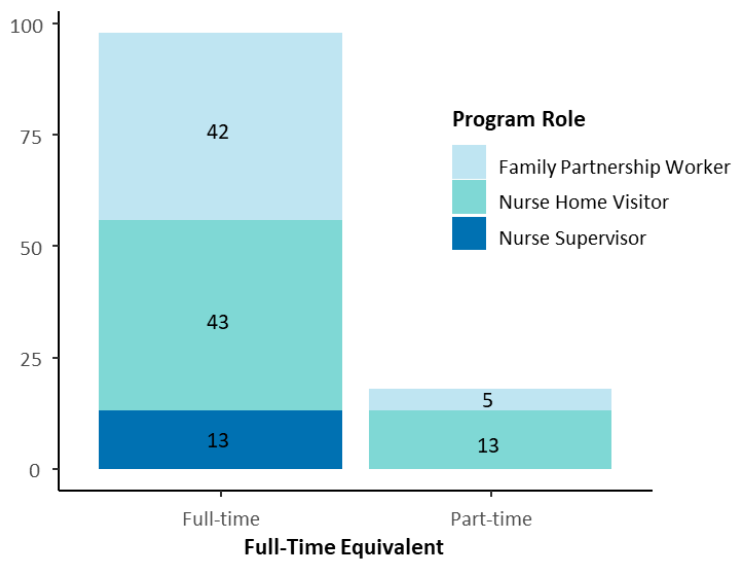 100
75
50
25
0
42
43
13
5
13
Program Role
Family Partnership Worker
Nurse Home Visitor
Nurse Supervisor
Full-time
Part-time
Full-Time Equivalent